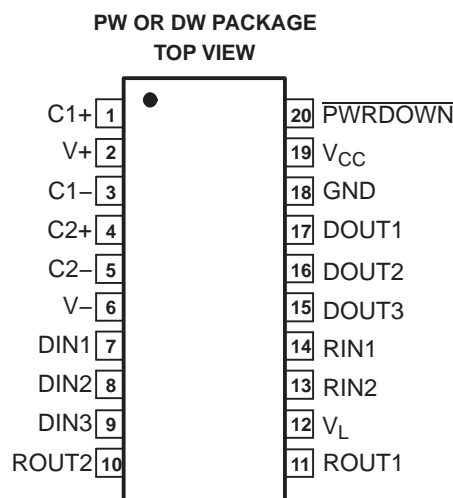 PW OR DW PACKAGE
TOP VIEW
C1+ 1 20 PWRDOWN
V+ 2 19 VCC
C1− 3 18 GND
C2+ 4 17 DOUT1
C2− 5 16 DOUT2
V− 6 15 DOUT3
DIN1 7 14 RIN1
DIN2 8 13 RIN2
DIN3 9 12 VL
ROUT2 10 11 ROUT1